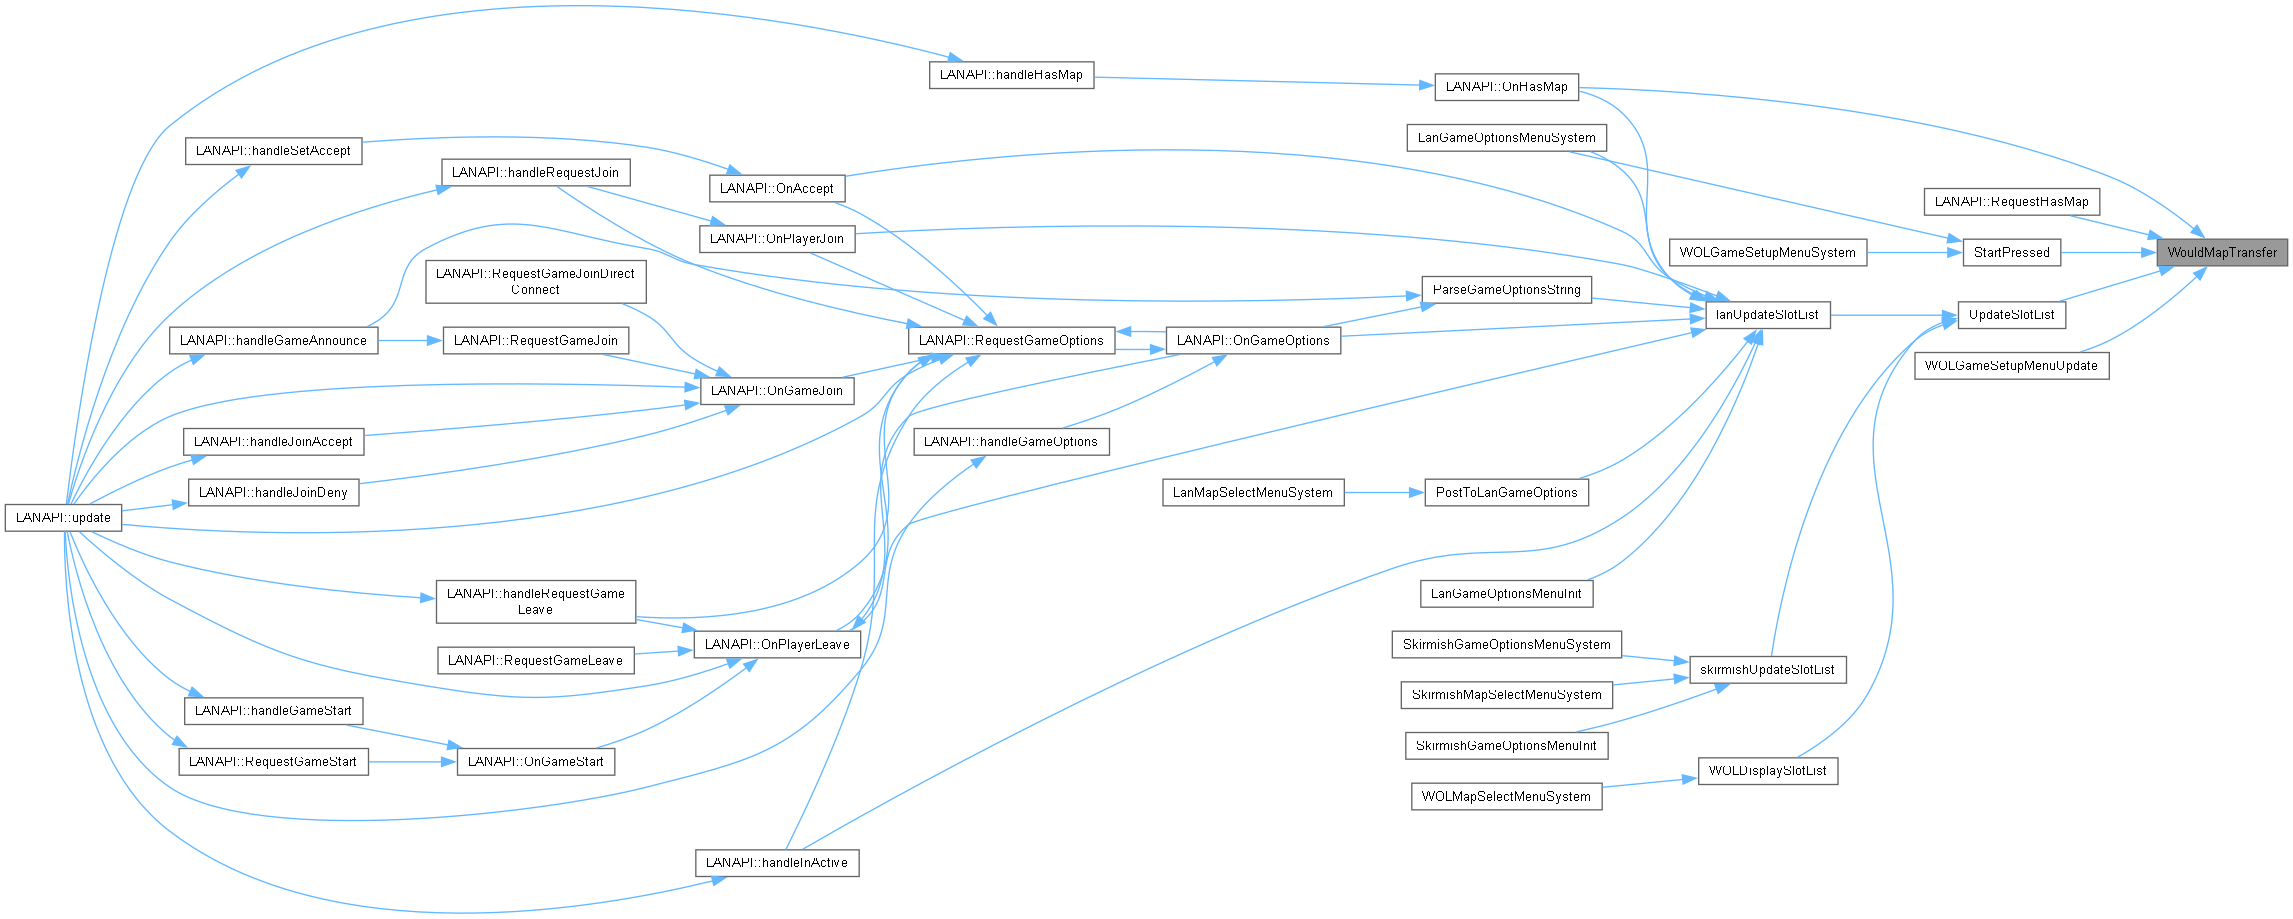 LANAPI::handleHasMap
LANAPI::OnHasMap
LanGameOptionsMenuSystem
LANAPI::handleSetAccept
LANAPI::handleRequestJoin
LANAPI::OnAccept
LANAPI::RequestHasMap
LANAPI::OnPlayerJoin
WOLGameSetupMenuSystem
StartPressed
WouldMapTransfer
LANAPI::RequestGameJoinDirect
Connect
ParseGameOptionsString
lanUpdateSlotList
UpdateSlotList
LANAPI::handleGameAnnounce
LANAPI::RequestGameJoin
LANAPI::RequestGameOptions
LANAPI::OnGameOptions
WOLGameSetupMenuUpdate
LANAPI::OnGameJoin
LANAPI::handleJoinAccept
LANAPI::handleGameOptions
LANAPI::handleJoinDeny
LanMapSelectMenuSystem
PostToLanGameOptions
LANAPI::update
LANAPI::handleRequestGame
Leave
LanGameOptionsMenuInit
LANAPI::OnPlayerLeave
SkirmishGameOptionsMenuSystem
LANAPI::RequestGameLeave
skirmishUpdateSlotList
SkirmishMapSelectMenuSystem
LANAPI::handleGameStart
SkirmishGameOptionsMenuInit
LANAPI::RequestGameStart
LANAPI::OnGameStart
WOLDisplaySlotList
WOLMapSelectMenuSystem
LANAPI::handleInActive